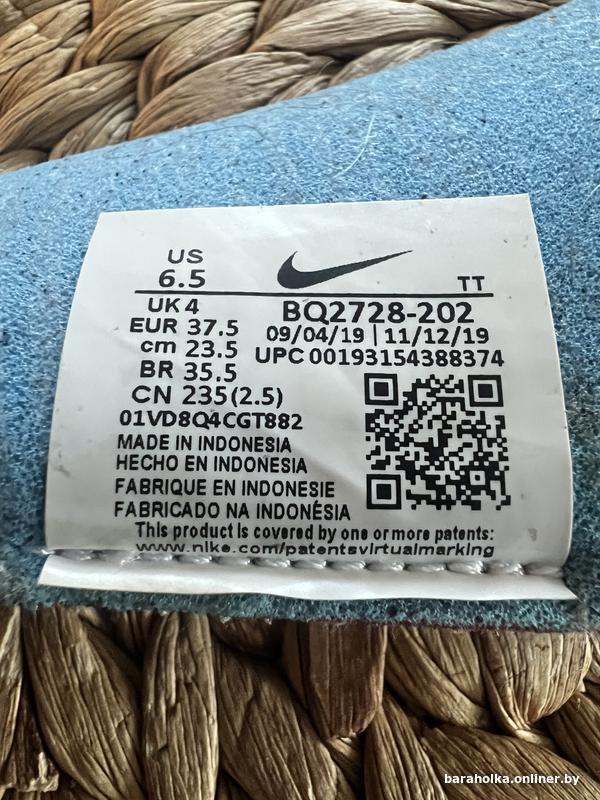 US
6.5
TT
UK 4
BQ2728-202
EUR 37.5
09/04/19 | 11/12/19
cm 23.5
UPC 00193154388374
BR 35.5
CN 235(2.5)
01VD8Q4CGT882
MADE IN INDONESIA
HECHO EN INDONESIA
FABRIQUE EN INDONESIE
FABRICADO NA INDONÉSIA
This product is covered by one or more patents:
www.nike.com/patentsvirtualmarking
baraholka.onliner.by